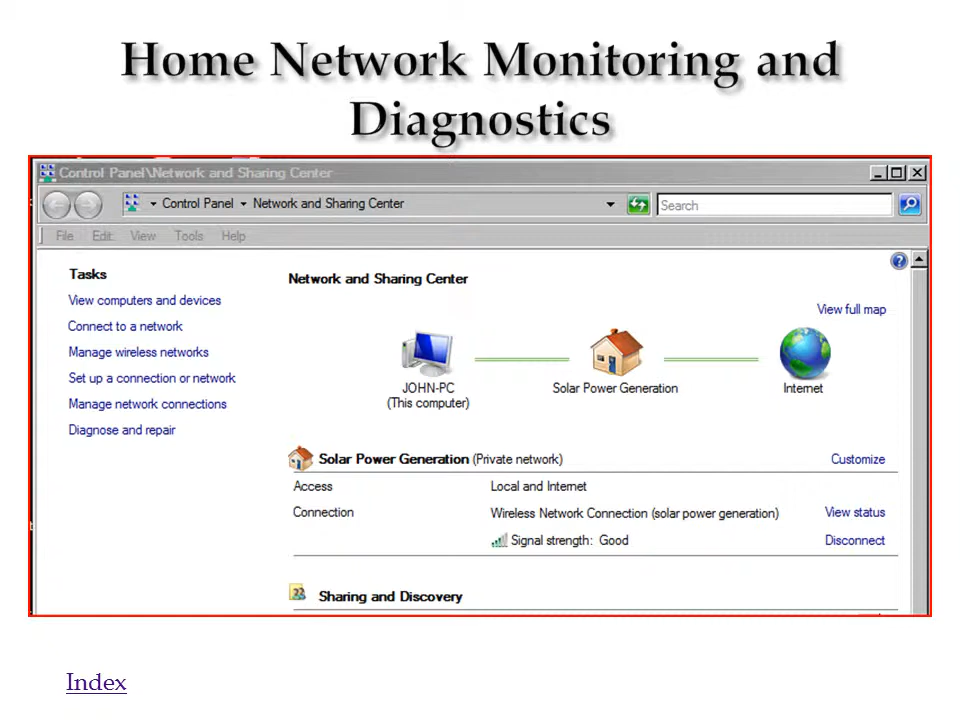 Home Network Monitoring and
Diagnostics
Control Panel\Network and Sharing Center
Control Panel Network and Sharing Center
Search
File Edit View Tools Help
Tasks
View computers and devices
Connect to a network
Manage wireless networks
Set up a connection or network
Manage network connections
Diagnose and repair
Network and Sharing Center
View full map
JOHN-PC
(This computer)
Solar Power Generation
Internet
Solar Power Generation (Private network)
Customize
Access
Local and Internet
Connection
Wireless Network Connection (solar power generation)
View status
Signal strength: Good
Disconnect
Sharing and Discovery
Index